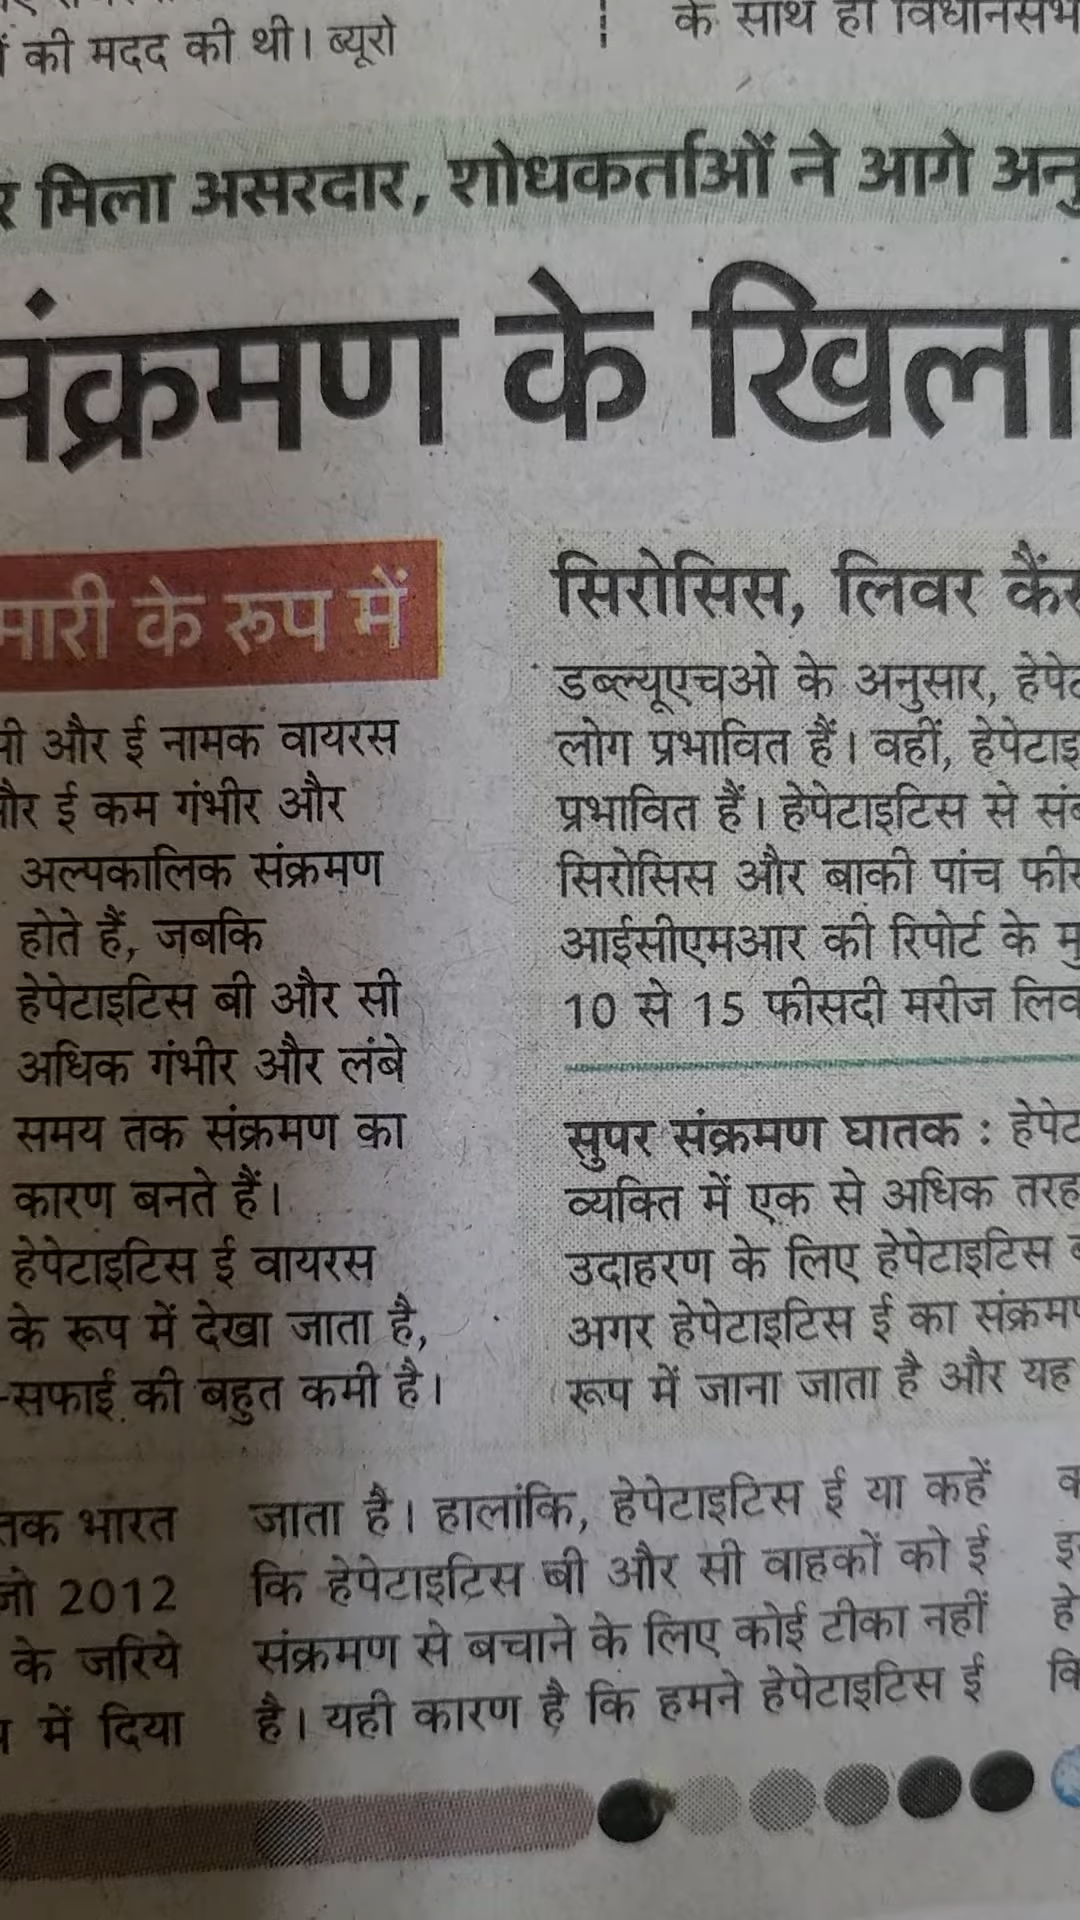 की मदद की थी। ब्यूरो
के साथ ही
मिला असरदार, शोधकर्ताओं ने आगे
के
के रूप में
और ई नामक वायरस
ई कम गंभीर और
अल्पकालिक संक्रमण
होते हैं, जबकि
हेपेटाइटिस बी और सी
अधिक गंभीर और लंबे
समय तक संक्रमण का
कारण बनते हैं।
हेपेटाइटिस ई वायरस
के रूप में देखा जाता है,
-सफाई की बहुत कमी है।
सिरोसिस, लिवर
डब्ल्यूएचओ के अनुसार,
लोग प्रभावित हैं। वहीं,
प्रभावित हैं। हेपेटाइटिस से
सिरोसिस और बाकी पांच
आईसीएमआर की रिपोर्ट के
10 से 15 फीसदी मरीज
सुपर संक्रमण घातक :
व्यक्ति में एक से अधिक तरह
उदाहरण के लिए हेपेटाइटिस
अगर हेपेटाइटिस ई का
रूप में जाना जाता है और यह
तक भारत
2012
के जरिये
में दिया
जाता है। हालांकि, हेपेटाइटिस ई या कहें
कि हेपेटाइटिस बी और सी वाहकों को ई
संक्रमण से बचाने के लिए कोई टीका नहीं
है। यही कारण है कि हमने हेपेटाइटिस ई